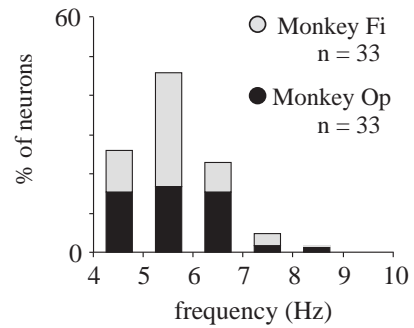 60
Monkey Fi
n = 33
Monkey Op
n = 33
% of neurons
0
4 5 6 7 8 9 10
frequency (Hz)